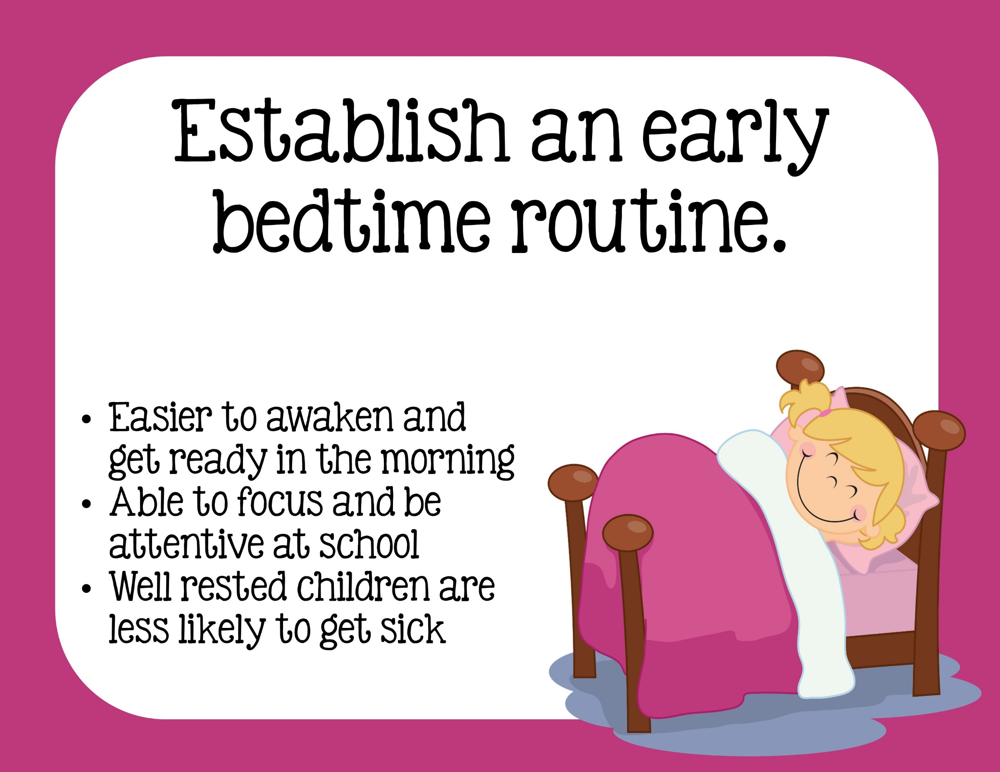 Establish an early
bedtime routine.
• Easier to awaken and
get ready in the morning
• Able to focus and be
attentive at school
• Well rested children are
less likely to get sick